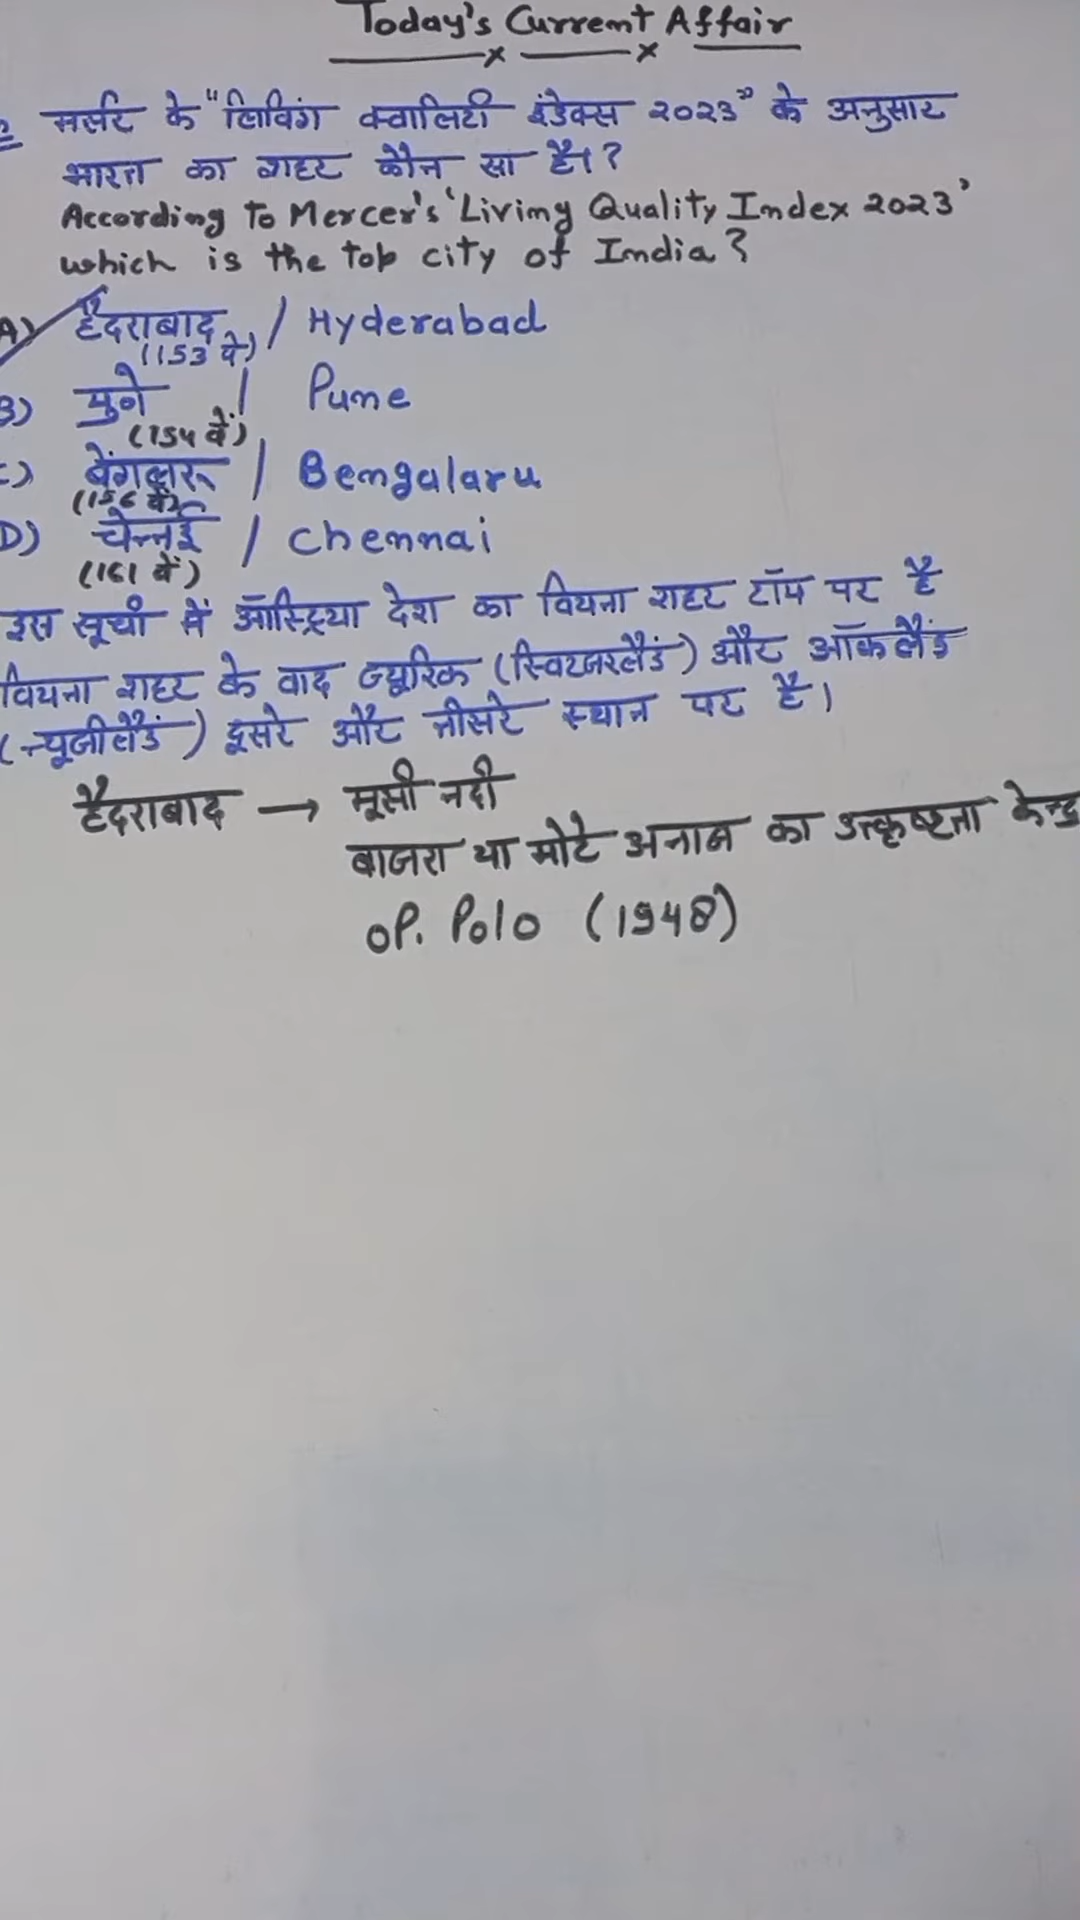 Today's Current Affair
मर्सर के "लिविंग क्वालिटी इंडेक्स 2023" के अनुसार
भारत का शहर कौन सा है।?
According To Mercer's 'Living Quality Index 2023'
which is the top city of India?
A) हैदराबाद / Hyderabad
(153 वे)
B) पुणे / Pune
(154 वें)
C) बेंगलुरू / Bengalaru
(156 वें)
D) चेन्नई / Chennai
(161 वें)
इस सूची में ऑस्ट्रिया देश का वियना शहर टॉप पर है
वियना शहर के वाद ज्यूरिक (स्विटजरलैंड) और ऑकलैंड
(न्यूजीलैंड) दूसरे और तीसरे स्थान पर है।
हैदराबाद → मूसी नदी
बाजरा या मोटे अनाज का उत्कृष्टता केन्द्र
OP. Polo (1948)